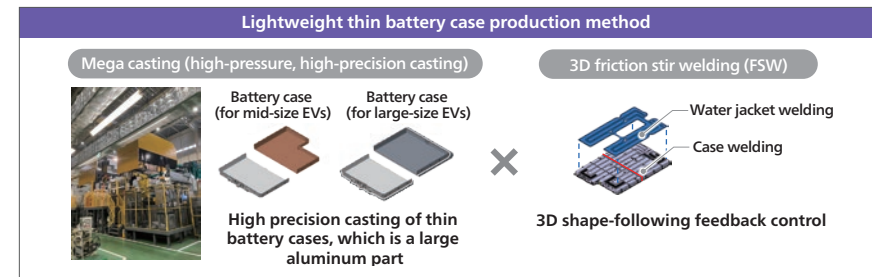 Lightweight thin battery case production method
Mega casting (high-pressure, high-precision casting)
3D friction stir welding (FSW)
Battery case
(for mid-size EVs)
Battery case
(for large-size EVs)
Water jacket welding
Case welding
High precision casting of thin
battery cases, which is a large
aluminum part
3D shape-following feedback control